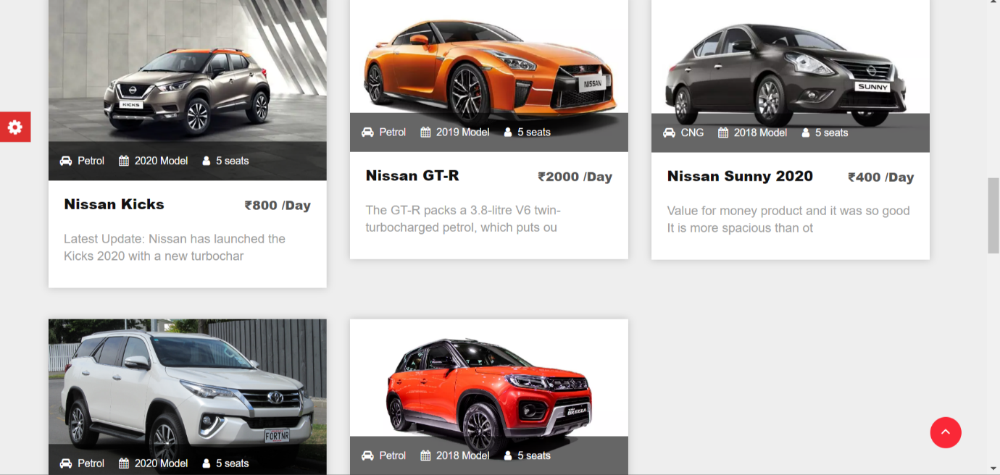 KICKS
Petrol 2020 Model 5 seats
Nissan Kicks ₹800 /Day
Latest Update: Nissan has launched the
Kicks 2020 with a new turbochar
NISSAN
Petrol 2019 Model 5 seats
Nissan GT-R ₹2000 /Day
The GT-R packs a 3.8-litre V6 twin-
turbocharged petrol, which puts ou
SUNNY
CNG 2018 Model 5 seats
Nissan Sunny 2020 ₹400 /Day
Value for money product and it was so good
It is more spacious than ot
FORTNR
Petrol 2020 Model 5 seats
BREZZA
Petrol 2018 Model 5 seats